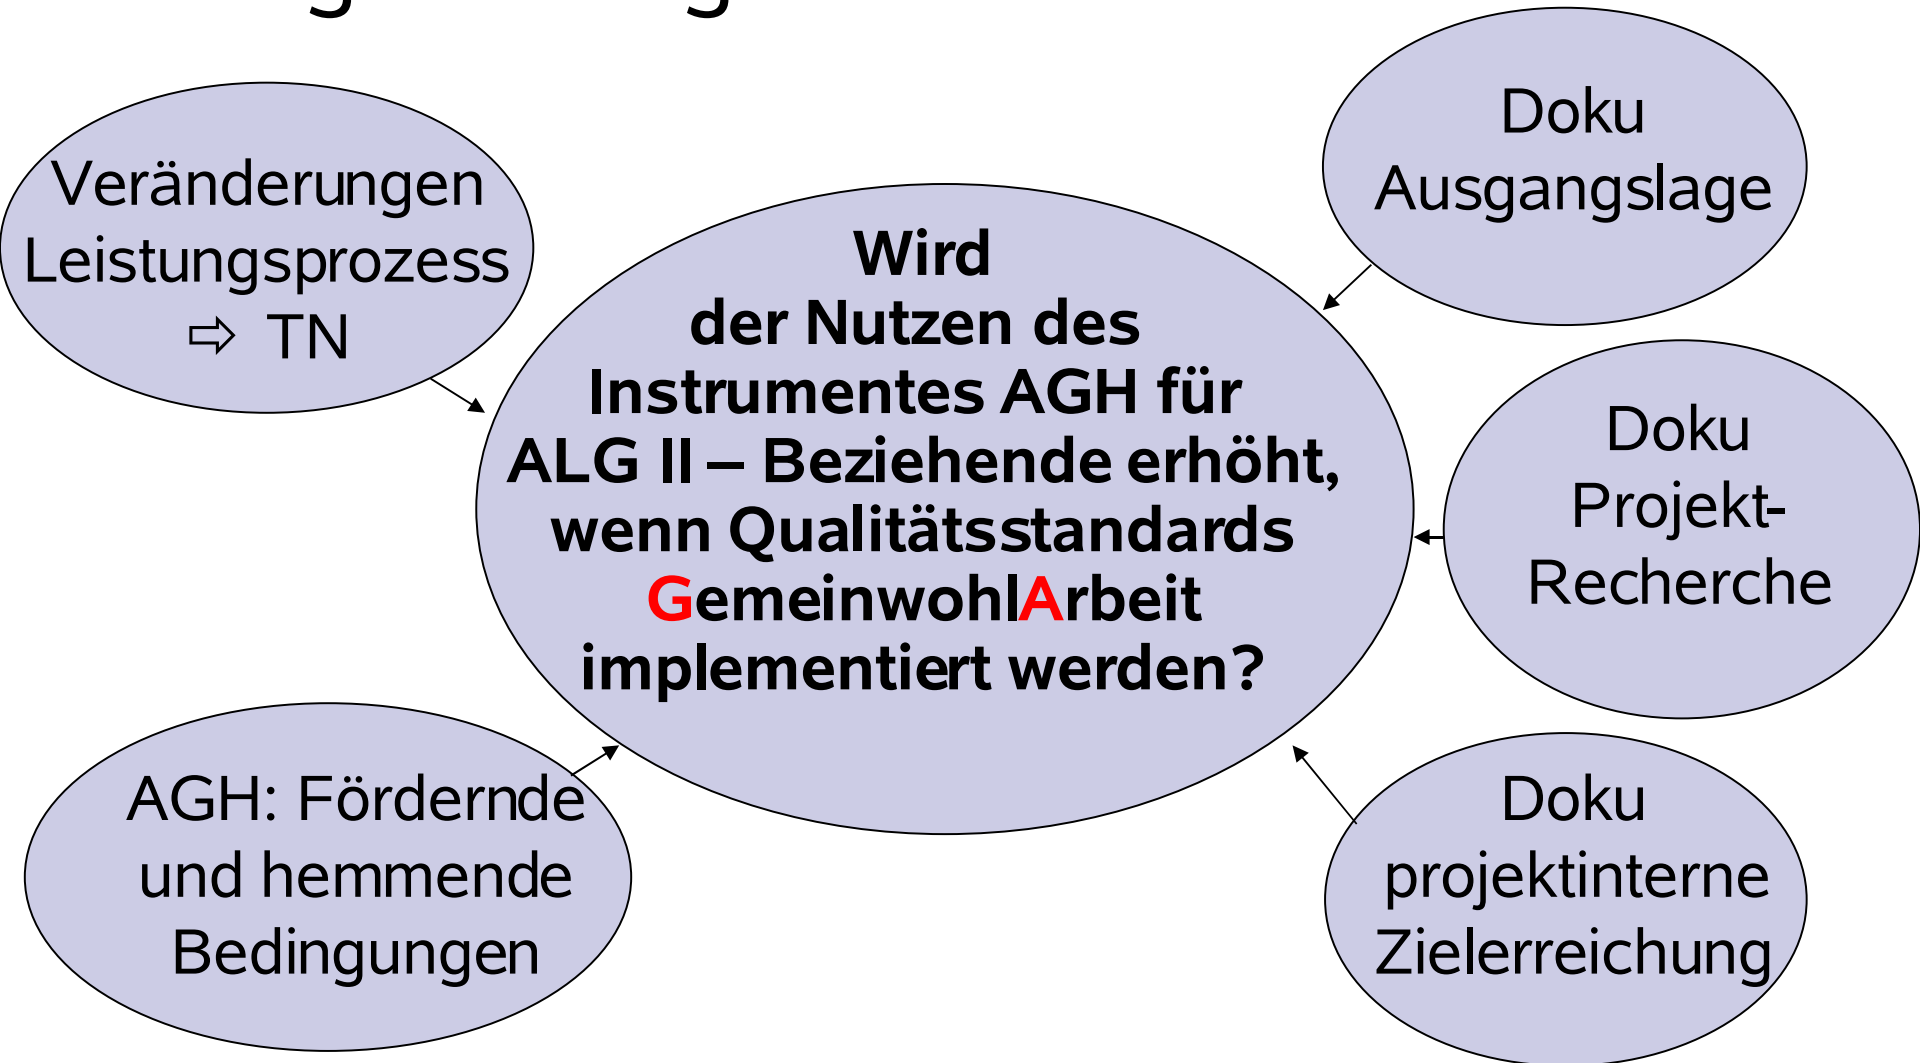 Veränderungen
Leistungsprozess
⇨ TN
Doku
Ausgangslage
Wird
der Nutzen des
Instrumentes AGH für
ALG II – Beziehende erhöht,
wenn Qualitätsstandards
GemeinwohlArbeit
implementiert werden?
Doku
Projekt-
Recherche
AGH: Fördernde
und hemmende
Bedingungen
Doku
projektinterne
Zielerreichung